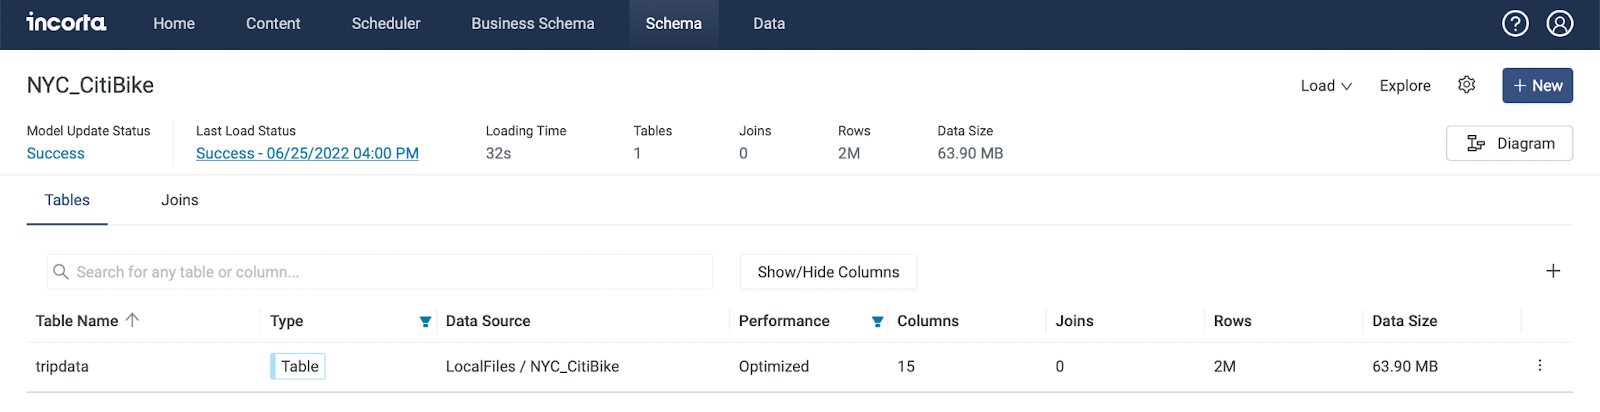 incorta Home Content Scheduler Business Schema Schema Data ?
NYC_CitiBike Load Explore + New
Model Update Status Last Load Status Loading Time Tables Joins Rows Data Size
Success Success - 06/25/2022 04:00 PM 32s 1 0 2M 63.90 MB
Diagram
Tables Joins
Search for any table or column... Show/Hide Columns +
Table Name Type Data Source Performance Columns Joins Rows Data Size
tripdata Table LocalFiles / NYC_CitiBike Optimized 15 0 2M 63.90 MB